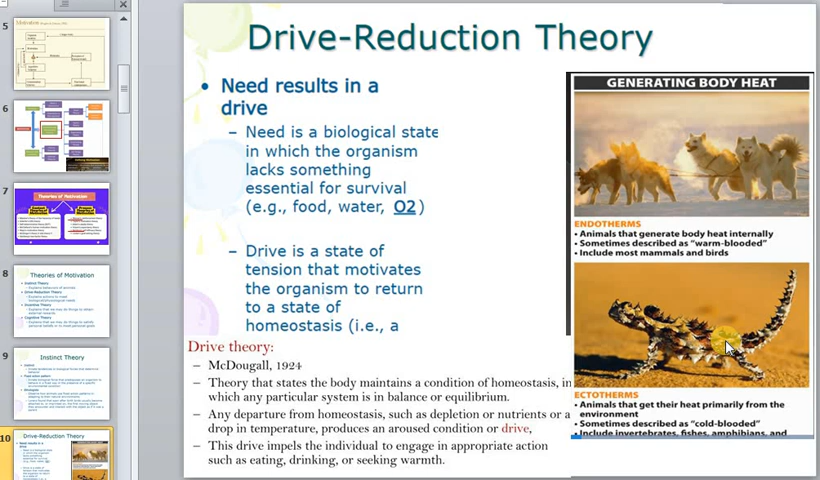 5
6
7
Theories of Motivation
8
Theories of Motivation
9
Instinct Theory
10
Drive-Reduction Theory
Drive-Reduction Theory
• Need results in a
drive
– Need is a biological state
in which the organism
lacks something
essential for survival
(e.g., food, water, O2)
– Drive is a state of
tension that motivates
the organism to return
to a state of
homeostasis (i.e., a
Drive theory:
– McDougall, 1924
– Theory that states the body maintains a condition of homeostasis, in
which any particular system is in balance or equilibrium.
– Any departure from homeostasis, such as depletion or nutrients or a
drop in temperature, produces an aroused condition or drive,
– This drive impels the individual to engage in appropriate action
such as eating, drinking, or seeking warmth.
GENERATING BODY HEAT
ENDOTHERMS
• Animals that generate body heat internally
• Sometimes described as “warm-blooded”
• Include most mammals and birds
ECTOTHERMS
• Animals that get their heat primarily from the
environment
• Sometimes described as “cold-blooded”
• Include invertebrates, fishes, amphibians, and